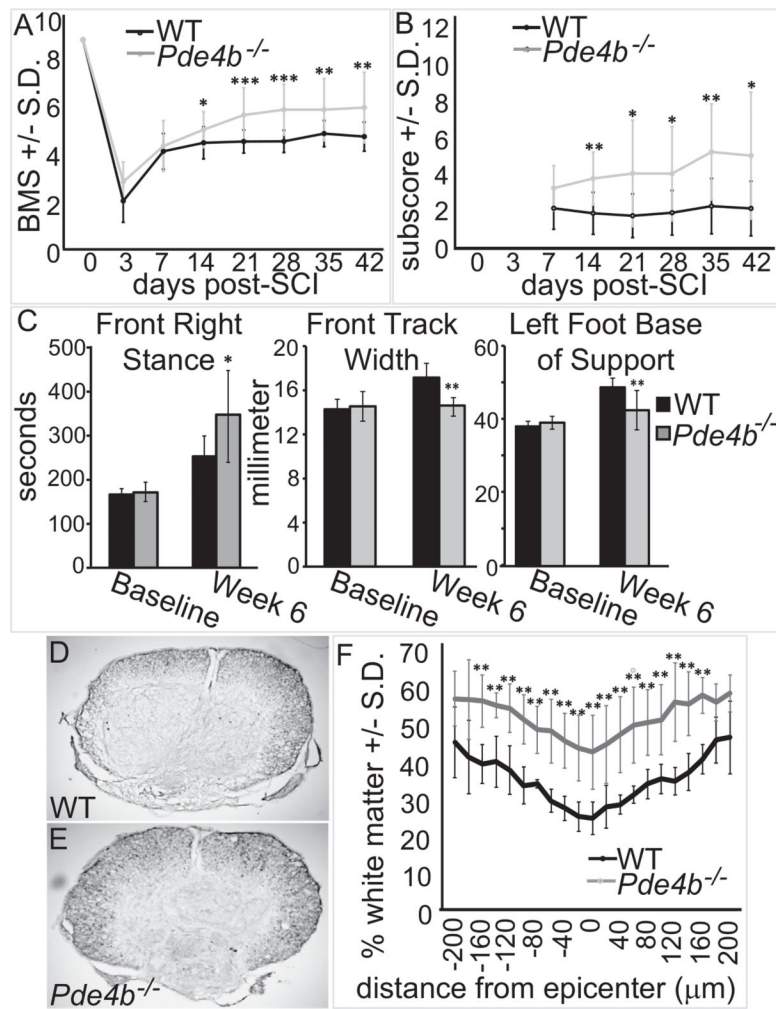 A
10
8
6
4
2
0
BMS +/- S.D.
WT
Pde4b-/-
*
***
***
**
**
0 3 7 14 21 28 35 42
days post-SCI
B
12
10
8
6
4
2
0
subscore +/- S.D.
WT
Pde4b-/-
**
*
*
**
*
0 3 7 14 21 28 35 42
days post-SCI
C
Front Right
Stance
*
500
400
300
200
100
0
seconds
Baseline
Week 6
Front Track
Width
**
20
16
12
8
4
0
millimeter
Baseline
Week 6
Left Foot Base
of Support
**
60
40
20
0
Baseline
Week 6
WT
Pde4b-/-
D
WT
E
Pde4b-/-
F
70
60
50
40
30
20
10
0
% white matter +/- S.D.
** ** ** ** ** ** ** ** ** ** ** ** ** ** ** ** **
WT
Pde4b-/-
-200 -160 -120 -80 -40 0 40 80 120 160 200
distance from epicenter (μm)